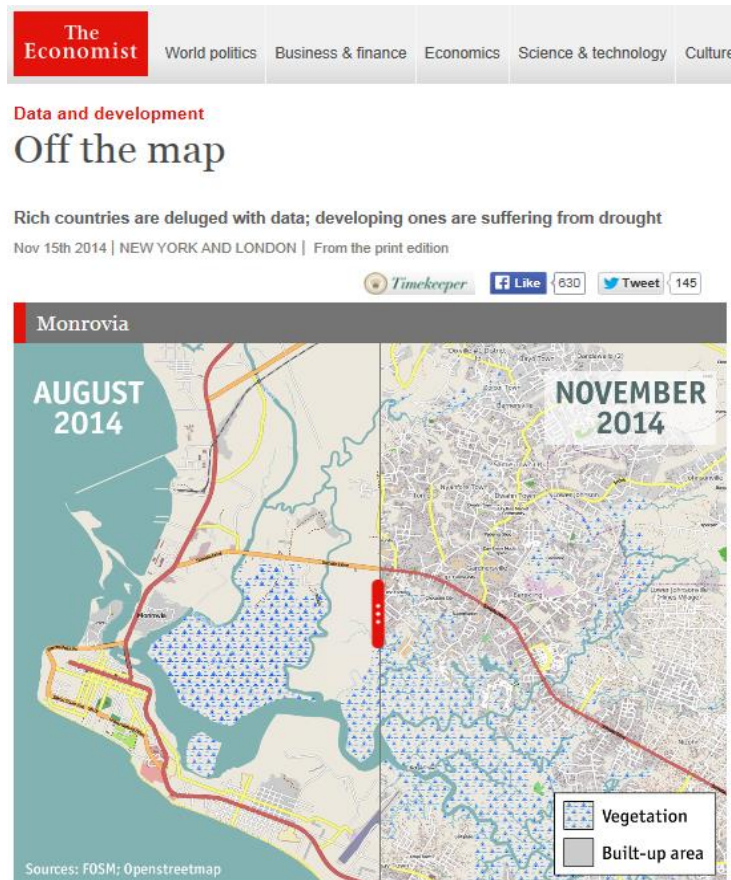 The
Economist
World politics
Business & finance
Economics
Science & technology
Culture
Data and development
Off the map
Rich countries are deluged with data; developing ones are suffering from drought
Nov 15th 2014 | NEW YORK AND LONDON | From the print edition
Timekeeper
Like
630
Tweet
145
Monrovia
AUGUST
2014
NOVEMBER
2014
Monrovia
Vegetation
Built-up area
Sources: FOSM; Openstreetmap